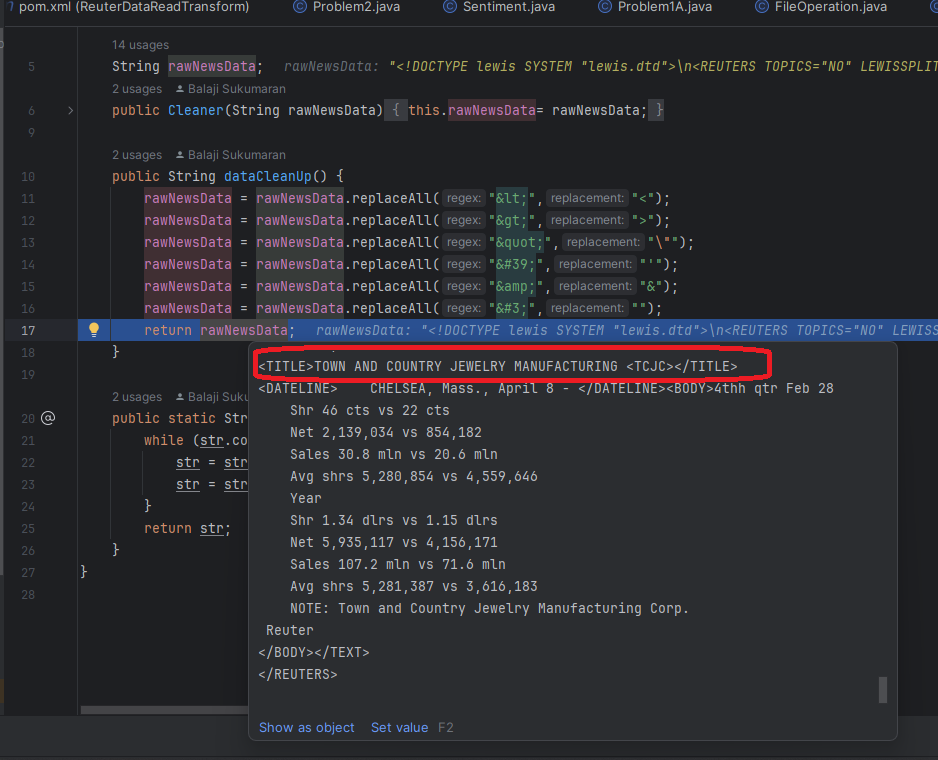 pom.xml (ReuterDataReadTransform) Problem2.java Sentiment.java Problem1A.java FileOperation.java
14 usages
5 String rawNewsData; rawNewsData: "<!DOCTYPE lewis SYSTEM "lewis.dtd">\n<REUTERS TOPICS="NO" LEWISSPLIT
2 usages Balaji Sukumaran
6 public Cleaner(String rawNewsData) { this.rawNewsData= rawNewsData; }
9
2 usages Balaji Sukumaran
10 public String dataCleanUp() {
11 rawNewsData = rawNewsData.replaceAll( regex: "&lt;", replacement: "<");
12 rawNewsData = rawNewsData.replaceAll( regex: "&gt;", replacement: ">");
13 rawNewsData = rawNewsData.replaceAll( regex: "&quot;", replacement: "\"");
14 rawNewsData = rawNewsData.replaceAll( regex: "&#39;", replacement: "'");
15 rawNewsData = rawNewsData.replaceAll( regex: "&amp;", replacement: "&");
16 rawNewsData = rawNewsData.replaceAll( regex: "&#3;", replacement: "");
17 return rawNewsData; rawNewsData: "<!DOCTYPE lewis SYSTEM "lewis.dtd">\n<REUTERS TOPICS="NO" LEWISS
18 }
19
2 usages Balaji Suku
20 @ public static Str
21 while (str.co
22 str = str
23 str = str
24 }
25 return str;
26 }
27 }
28
<TITLE>TOWN AND COUNTRY JEWELRY MANUFACTURING <TCJC></TITLE>
<DATELINE> CHELSEA, Mass., April 8 - </DATELINE><BODY>4thh qtr Feb 28
Shr 46 cts vs 22 cts
Net 2,139,034 vs 854,182
Sales 30.8 mln vs 20.6 mln
Avg shrs 5,280,854 vs 4,559,646
Year
Shr 1.34 dlrs vs 1.15 dlrs
Net 5,935,117 vs 4,156,171
Sales 107.2 mln vs 71.6 mln
Avg shrs 5,281,387 vs 3,616,183
NOTE: Town and Country Jewelry Manufacturing Corp.
Reuter
</BODY></TEXT>
</REUTERS>
Show as object Set value F2